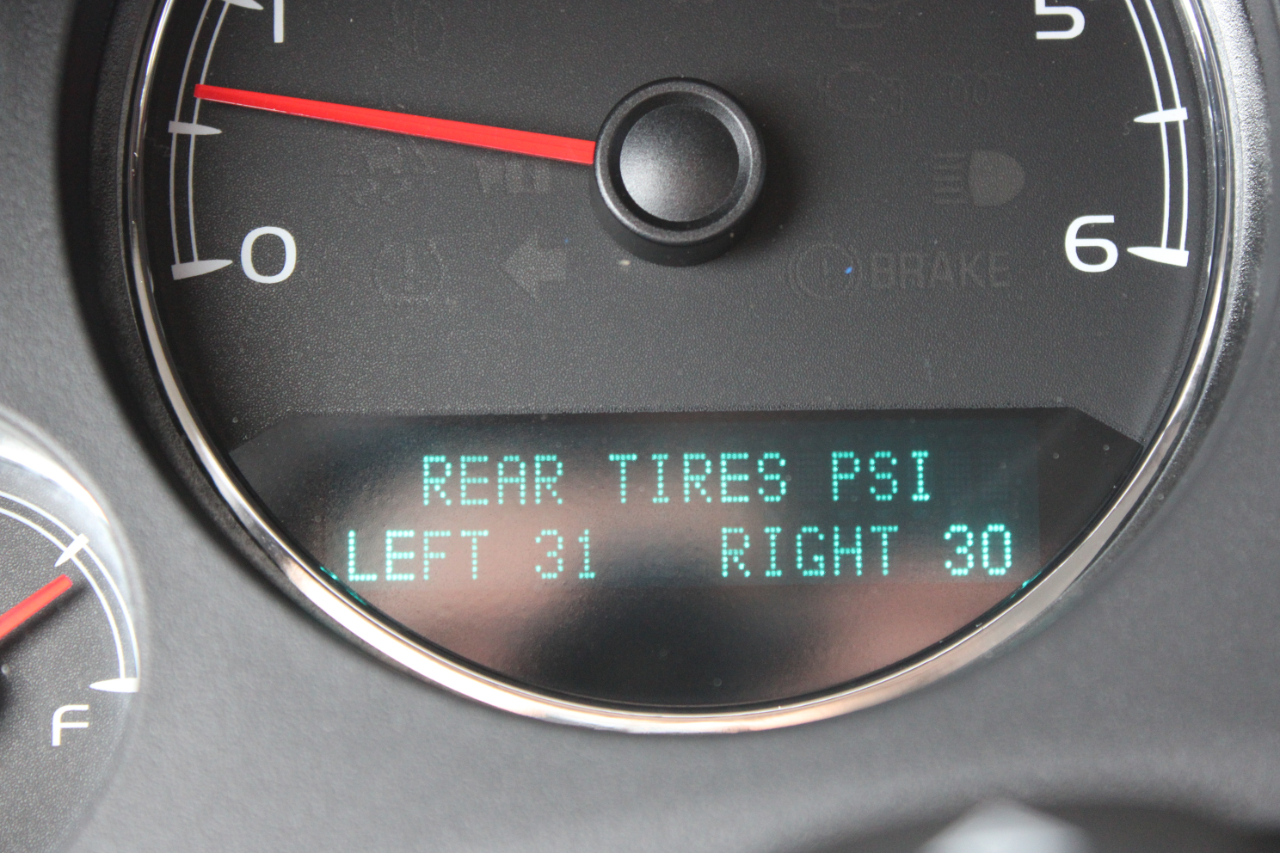 1 5
0 6
BRAKE
REAR TIRES PSI
LEFT 31 RIGHT 30
F